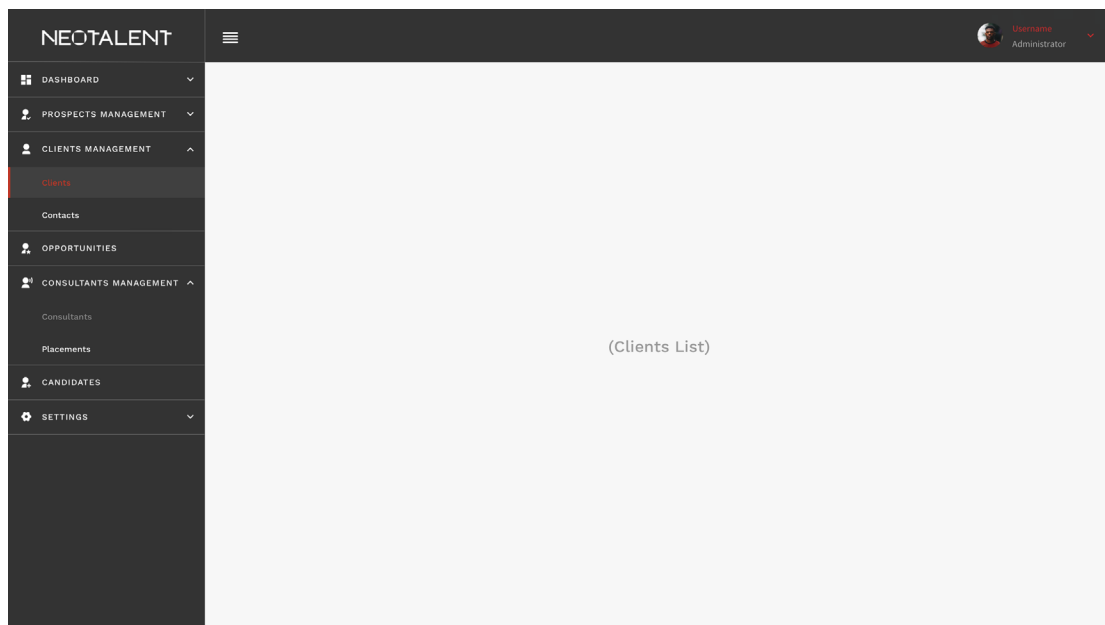 NEOTALENT
Username
Administrator
DASHBOARD
PROSPECTS MANAGEMENT
CLIENTS MANAGEMENT
Clients
Contacts
OPPORTUNITIES
CONSULTANTS MANAGEMENT
Consultants
Placements
CANDIDATES
SETTINGS
(Clients List)